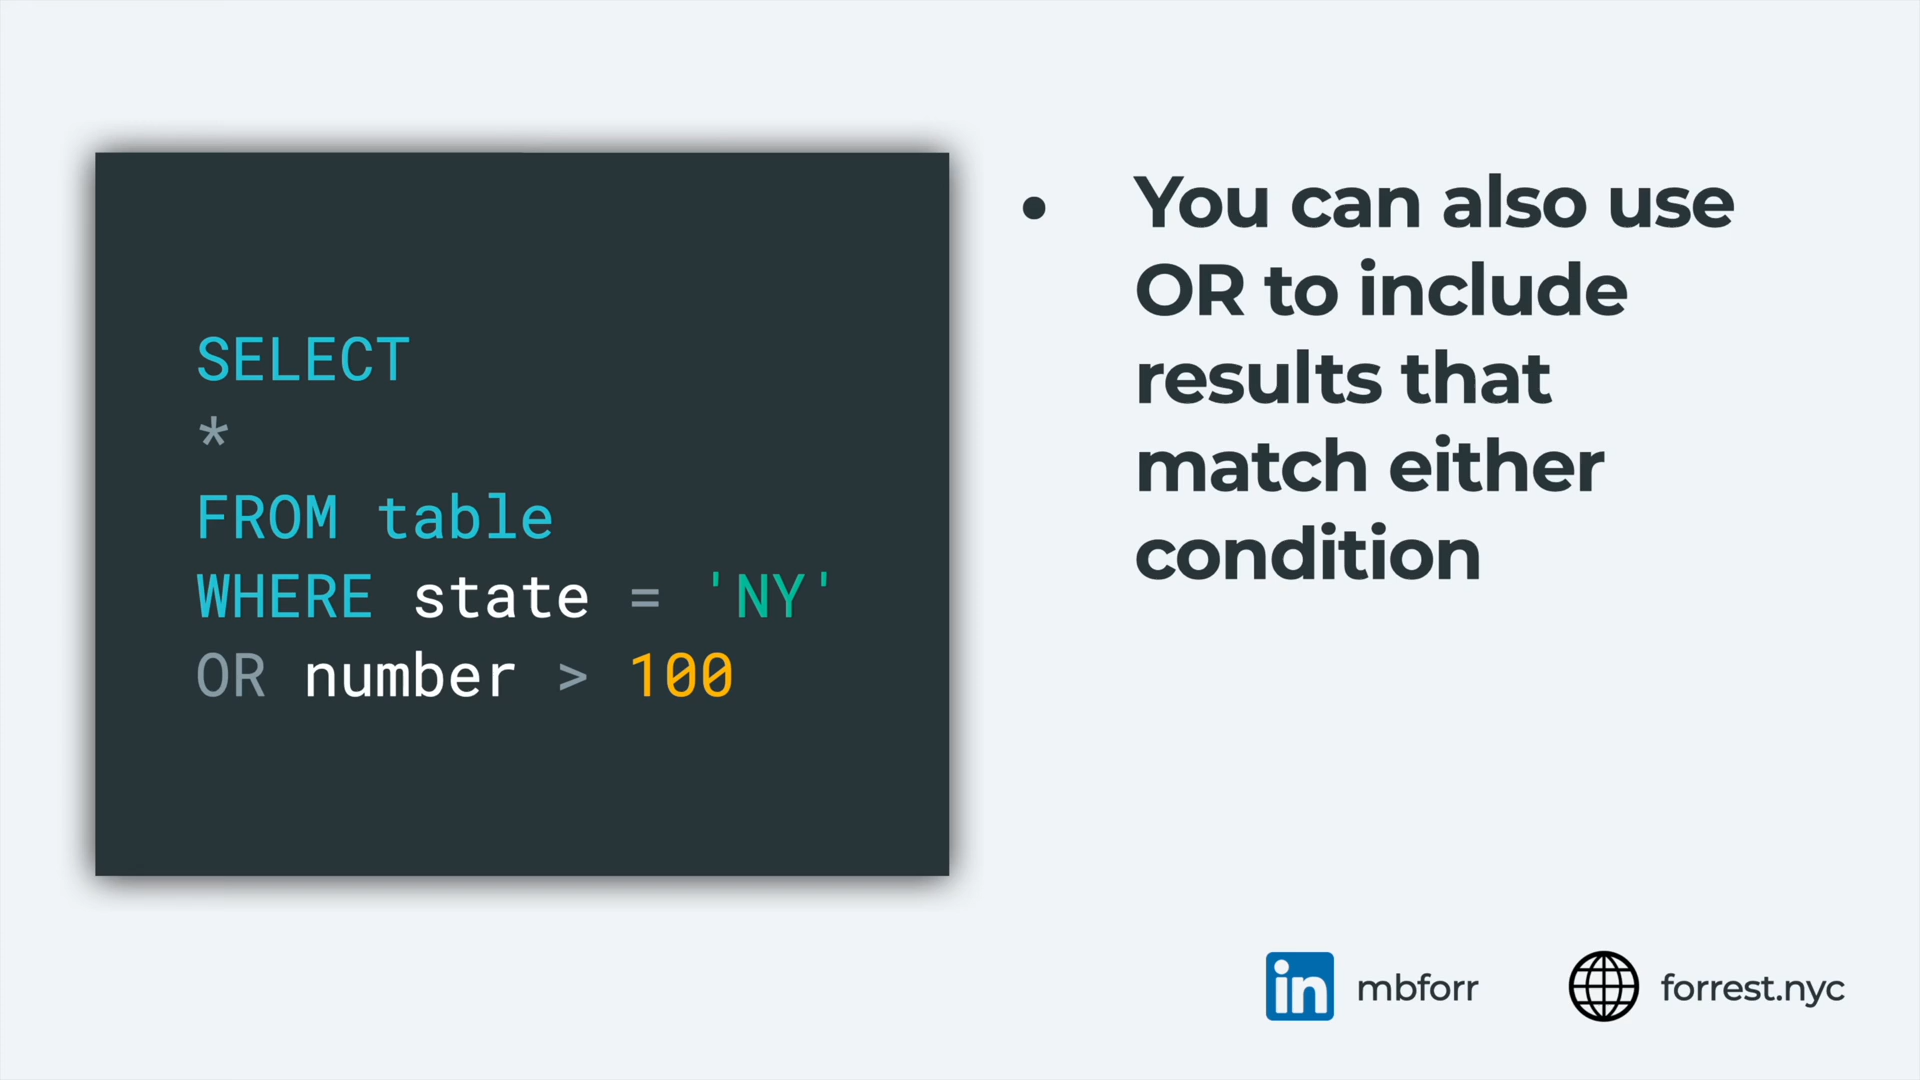 SELECT
*
FROM table
WHERE state = 'NY'
OR number > 100
• You can also use
OR to include
results that
match either
condition
in mbforr
forrest.nyc